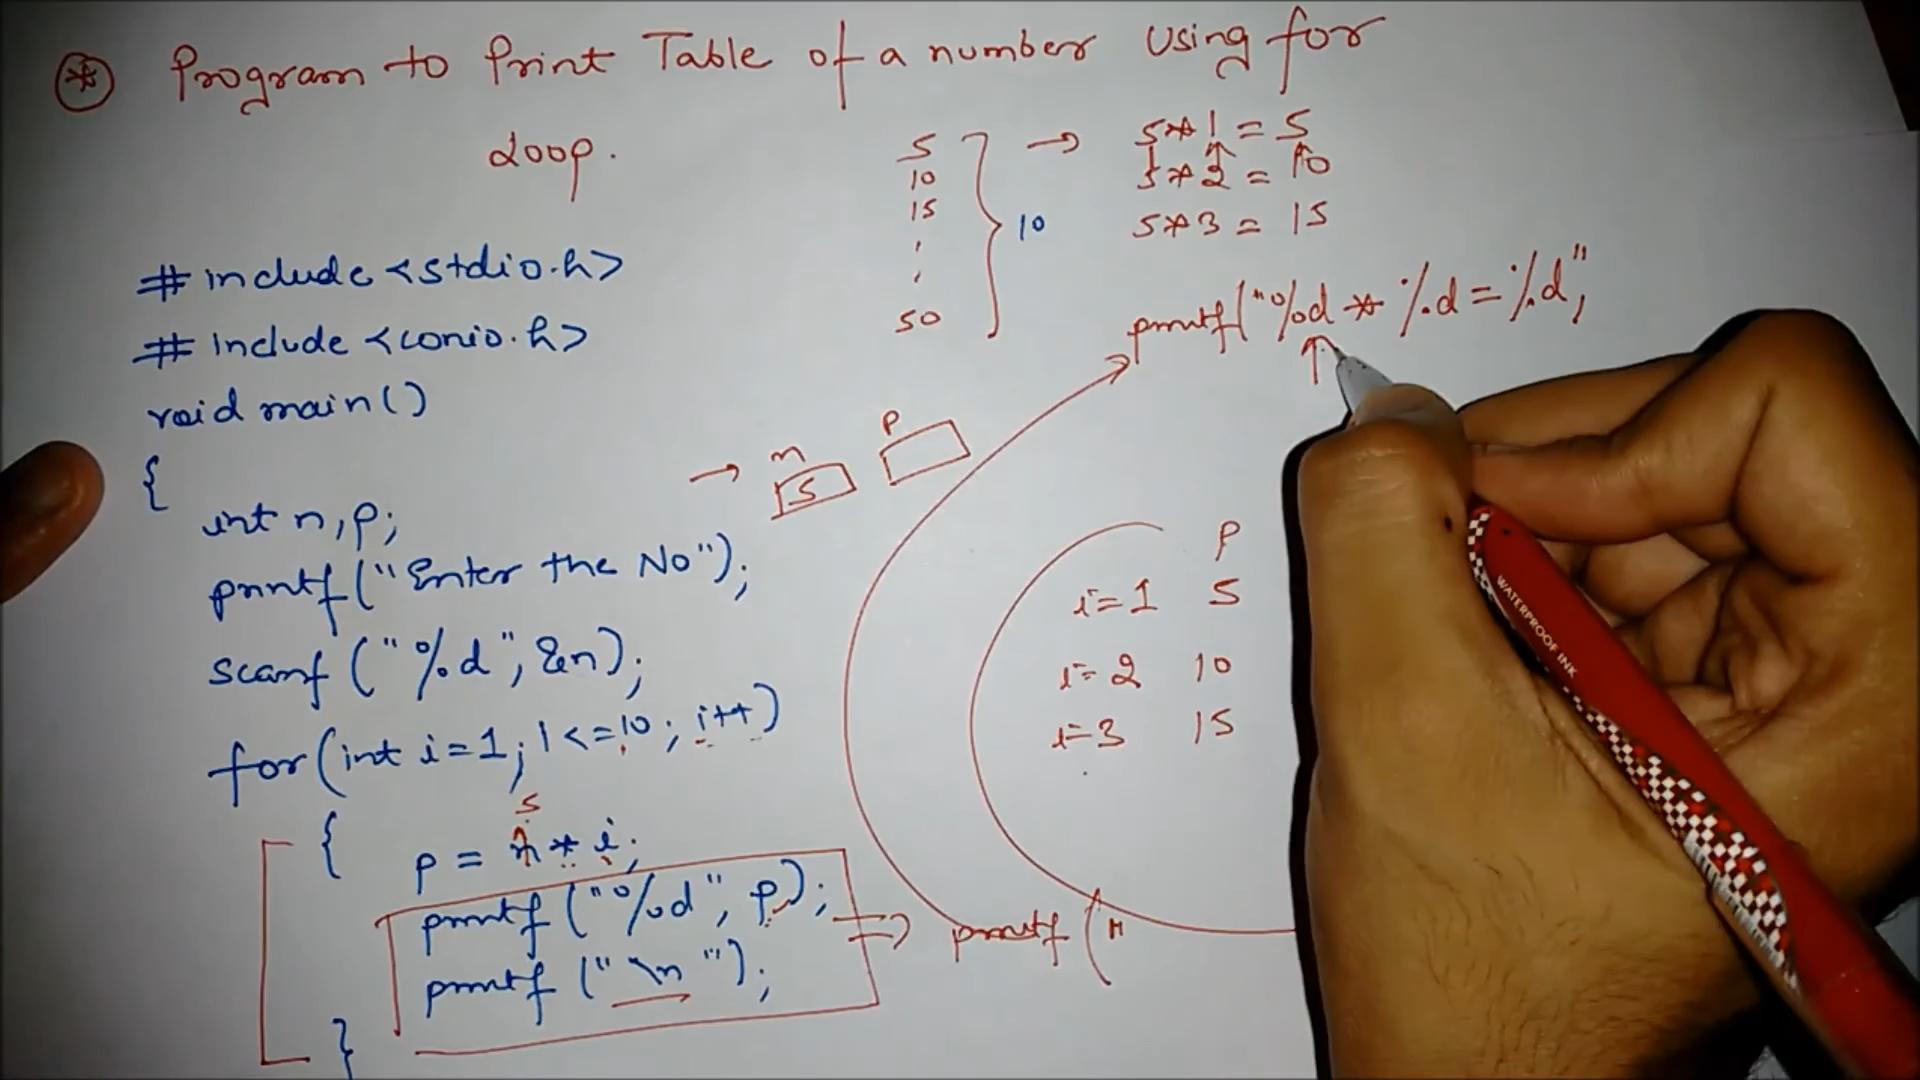 * Program to Print Table of a number Using for
Loop.
#include <stdio.h>
#include <conio.h>
void main()
{
int n, p;
printf("Enter the No");
scanf("%d", &n);
for(int i=1; i<=10; i++)
5
{ p = n * i;
printf("%d", p);
printf("\n");
}
5
10
15
,
,
50
10
→ 5*1 = 5
5*2 = 10
5*3 = 15
printf("%d * %d = %d",
→ n p
5
P
i=1 5
i=2 10
i=3 15
⇒ printf("
WATERPROOF INK